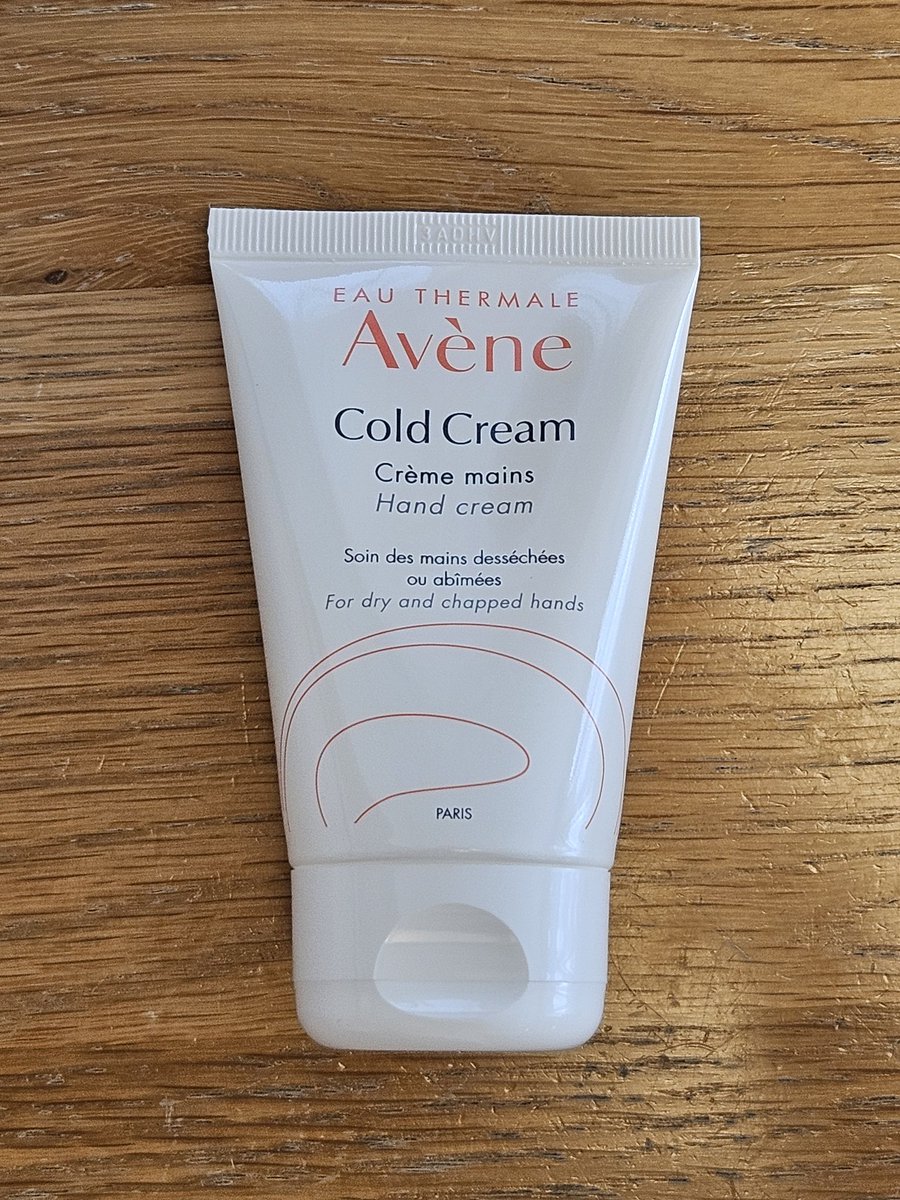 EAU THERMALE
Avène
Cold Cream
Crème mains
Hand cream
Soin des mains desséchées
ou abîmées
For dry and chapped hands
PARIS